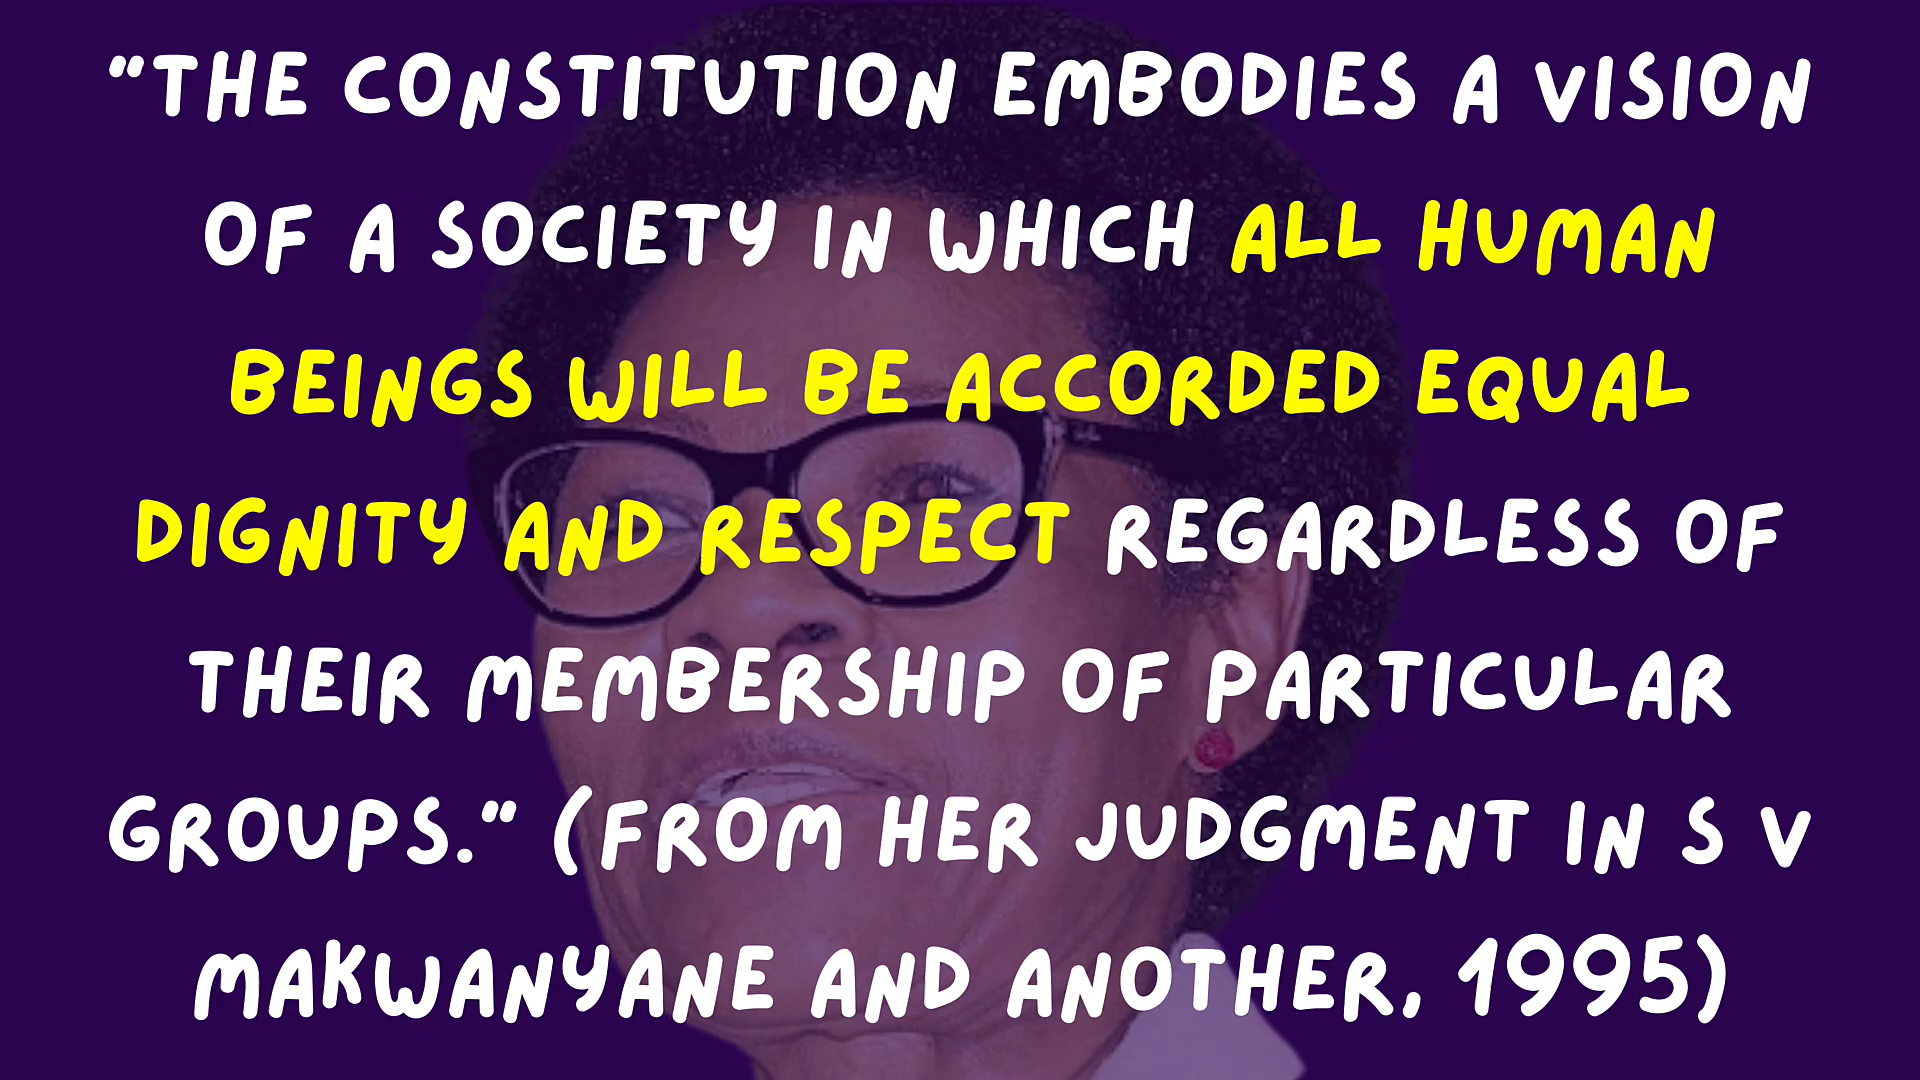 "THE CONSTITUTION EMBODIES A VISION
OF A SOCIETY IN WHICH ALL HUMAN
BEINGS WILL BE ACCORDED EQUAL
DIGNITY AND RESPECT REGARDLESS OF
THEIR MEMBERSHIP OF PARTICULAR
GROUPS." (FROM HER JUDGMENT IN S V
MAKWANYANE AND ANOTHER, 1995)